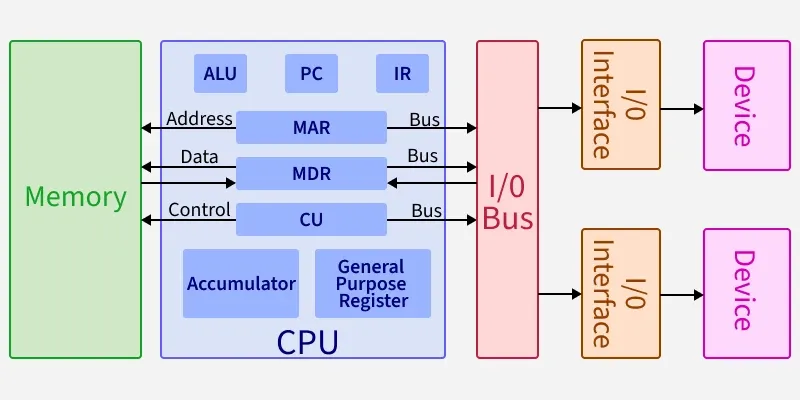 Memory
ALU
PC
IR
Address
MAR
Bus
Data
MDR
Bus
Control
CU
Bus
Accumulator
General
Purpose
Register
CPU
I/0
Bus
I/0
Interface
Device
I/0
Interface
Device